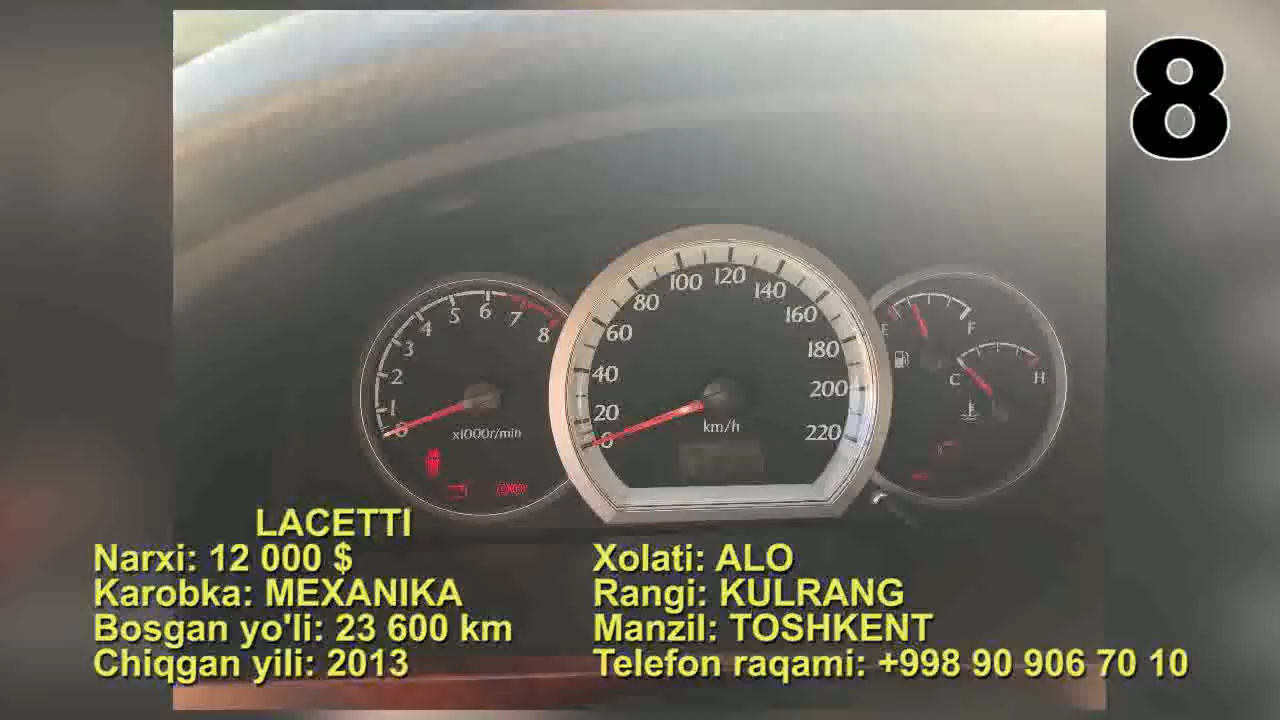 8
6
5
7
4
8
3
2
1
0
x1000r/min
120
100
140
80
160
60
180
40
200
20
0
220
km/h
E
F
C
H
LACETTI
Narxi: 12 000 $
Karobka: MEXANIKA
Bosgan yo'li: 23 600 km
Chiqgan yili: 2013
Xolati: ALO
Rangi: KULRANG
Manzil: TOSHKENT
Telefon raqami: +998 90 906 70 10